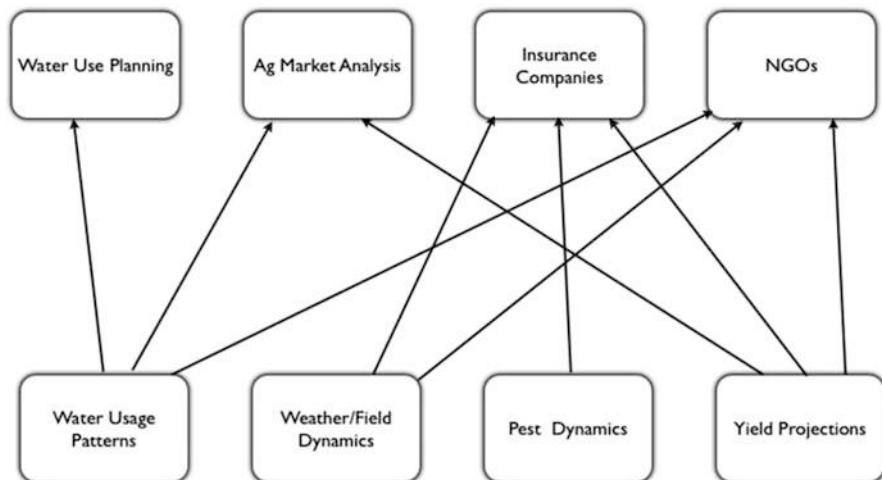 Water Use Planning
Ag Market Analysis
Insurance
Companies
NGOs
Water Usage
Patterns
Weather/Field
Dynamics
Pest Dynamics
Yield Projections